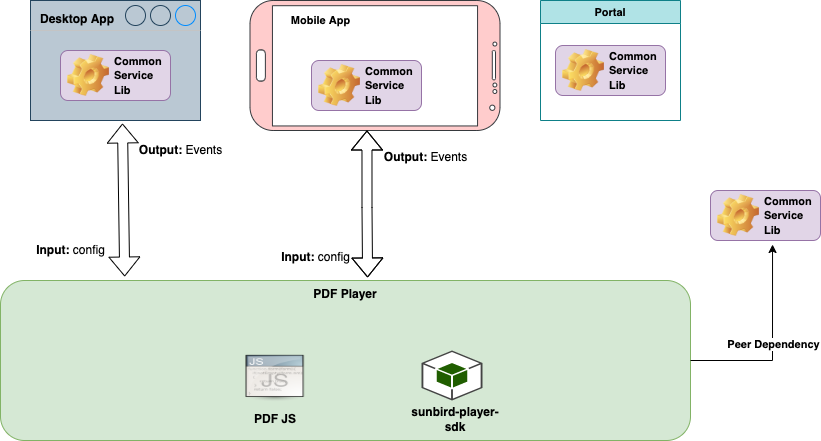 Desktop App
Common
Service
Lib
Mobile App
Common
Service
Lib
Portal
Common
Service
Lib
Output: Events
Output: Events
Input: config
Input: config
Common
Service
Lib
PDF Player
Peer Dependency
JS
JS
PDF JS
sunbird-player-
sdk